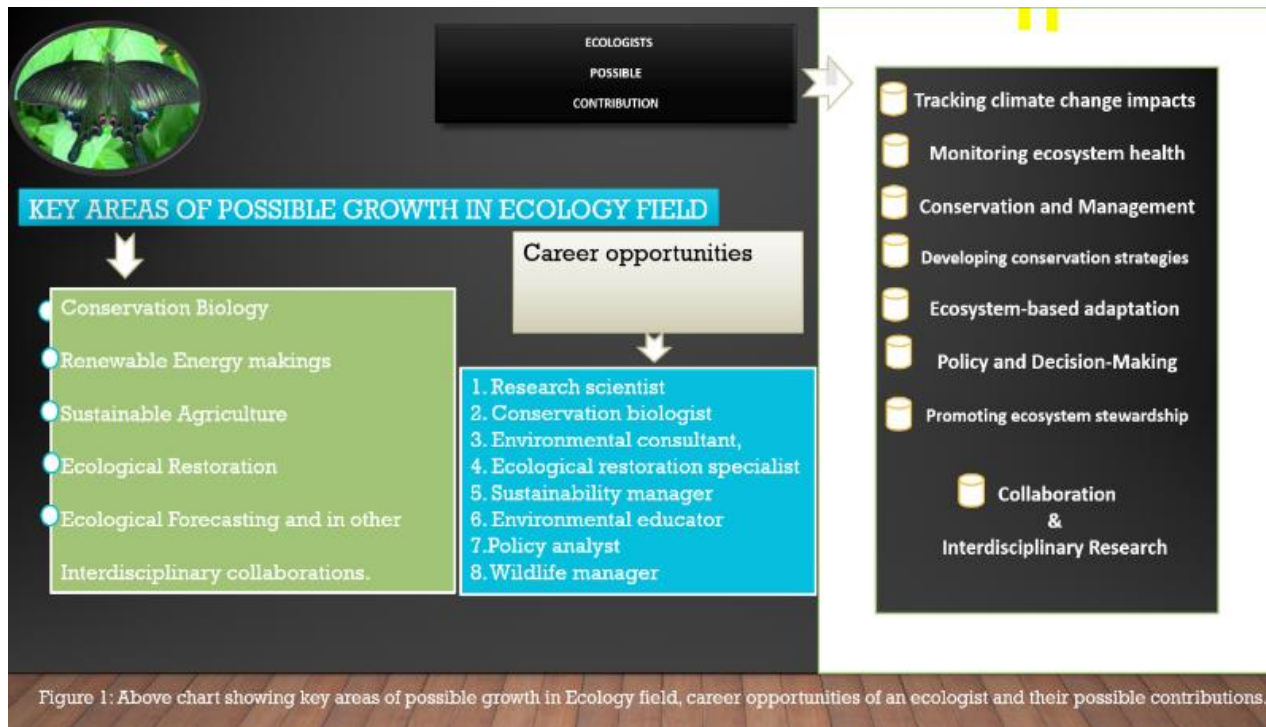 ECOLOGISTS
POSSIBLE
CONTRIBUTION
KEY AREAS OF POSSIBLE GROWTH IN ECOLOGY FIELD
Conservation Biology
Renewable Energy makings
Sustainable Agriculture
Ecological Restoration
Ecological Forecasting and in other
Interdisciplinary collaborations.
Career opportunities
1. Research scientist
2. Conservation biologist
3. Environmental consultant,
4. Ecological restoration specialist
5. Sustainability manager
6. Environmental educator
7.Policy analyst
8. Wildlife manager
Tracking climate change impacts
Monitoring ecosystem health
Conservation and Management
Developing conservation strategies
Ecosystem-based adaptation
Policy and Decision-Making
Promoting ecosystem stewardship
Collaboration
&
Interdisciplinary Research
Figure 1: Above chart showing key areas of possible growth in Ecology field, career opportunities of an ecologist and their possible contributions.